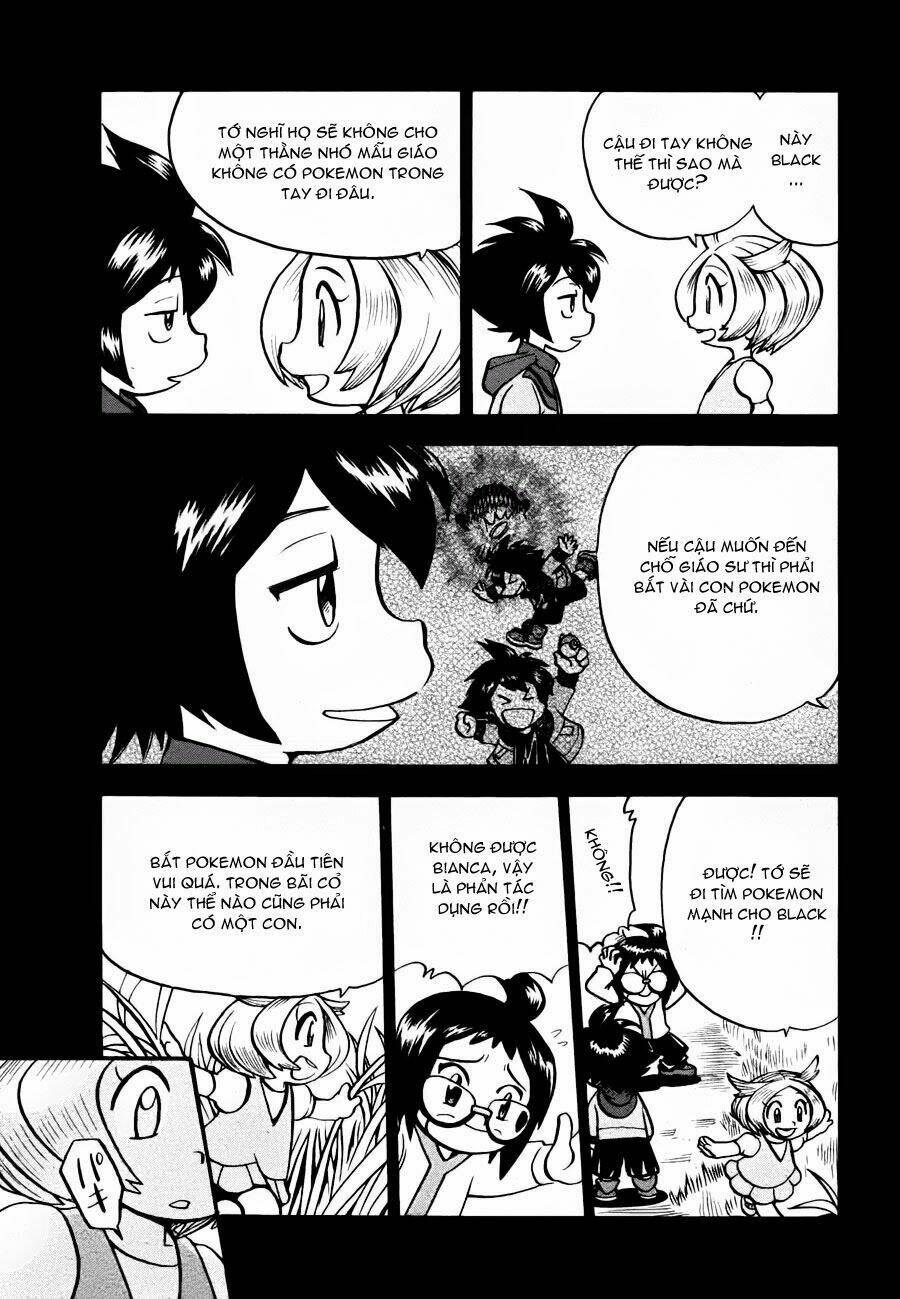 NÀY
BLACK
...
CẬU ĐI TAY KHÔNG
THẾ THÌ SAO MÀ
ĐƯỢC?
TỚ NGHĨ HỌ SẼ KHÔNG CHO
MỘT THẰNG NHÓ MẪU GIÁO
KHÔNG CÓ POKEMON TRONG
TAY ĐI ĐÂU.
NẾU CẬU MUỐN ĐẾN
CHỖ GIÁO SƯ THÌ PHẢI
BẮT VÀI CON POKEMON
ĐÃ CHỨ.
ĐƯỢC! TỚ SẼ
ĐI TÌM POKEMON
MẠNH CHO BLACK
!!
KHÔNG!!
KHÔNG ĐƯỢC
BIANCA, VẬY
LÀ PHẢN TÁC
DỤNG RỒI!!
BẮT POKEMON ĐẦU TIÊN
VUI QUÁ. TRONG BÃI CỎ
NÀY THỂ NÀO CŨNG PHẢI
CÓ MỘT CON.